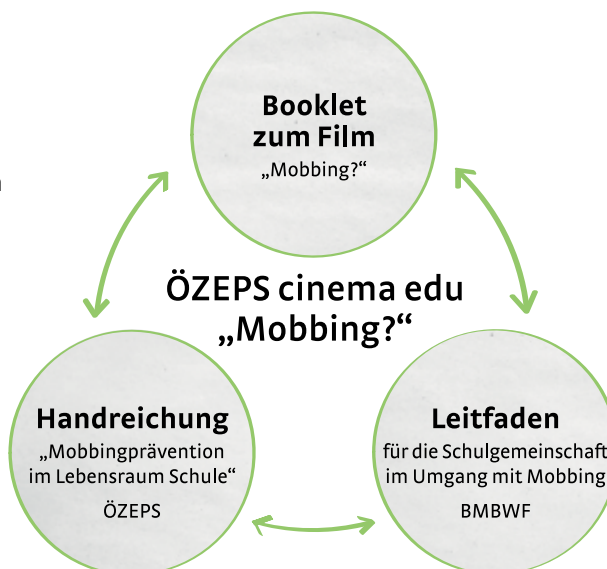 Booklet
zum Film
„Mobbing?“
ÖZEPS cinema edu
„Mobbing?“
Handreichung
„Mobbingprävention
im Lebensraum Schule“
ÖZEPS
Leitfaden
für die Schulgemeinschaft
im Umgang mit Mobbing
BMBWF